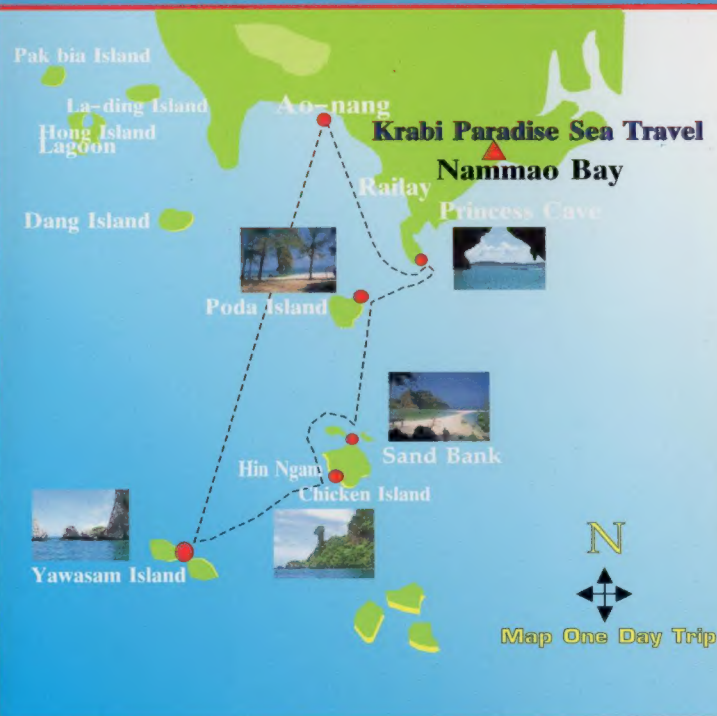 Pak bia Island
La-ding Island
Ao-nang
Hong Island
Lagoon
Krabi Paradise Sea Travel
Nammao Bay
Railay
Princess Cave
Dang Island
Poda Island
Sand Bank
Hin Ngam
Chicken Island
Yawasam Island
N
Map One Day Trip